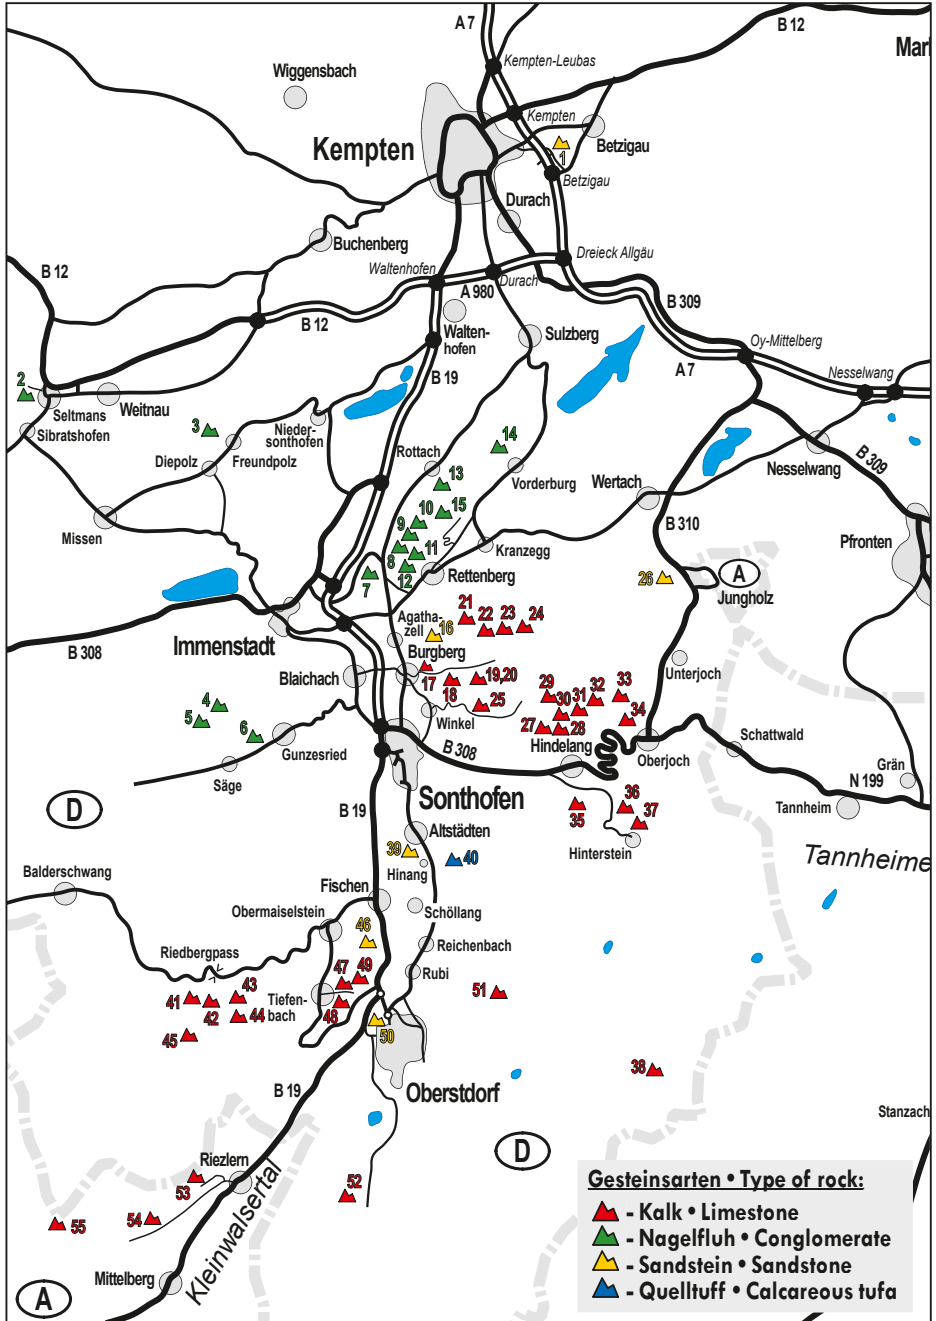 A 7
B 12
Kempten-Leubas
Wiggensbach
Kempten
Kempten
Betzigau
1
Betzigau
Durach
Buchenberg
Waltenhofen
Dreieck Allgäu
B 12
Durach
A 980
B 309
B 12
Walten-
hofen
Sulzberg
Oy-Mittelberg
A 7
B 19
Nesselwang
2
Seltmans
Weitnau
Sibratshofen
3
Nieder-
sonthofen
Freundpolz
Diepolz
14
Rottach
13
Vorderburg
Nesselwang
B 309
Wertach
Missen
10
15
9
B 310
Kranzegg
Pfronten
8
11
12
7
Rettenberg
26
A
Jungholz
21
22
23
24
Agatha-
zell
16
Immenstadt
B 308
Burgberg
Blaichach
17
18
19,20
25
Unterjoch
29
30
31
32
33
34
4
5
6
Winkel
27
28
Gunzesried
B 308
Hindelang
Oberjoch
Schattwald
Säge
Grän
N 199
D
B 19
Sonthofen
35
36
37
Tannheim
Altstädten
39
40
Hinterstein
Hinang
Tannheime
Balderschwang
Fischen
Obermaiselstein
Schöllang
46
Riedbergpass
Reichenbach
47
49
Rubi
41
42
43
44
Tiefen-
bach
48
51
45
50
38
B 19
Oberstdorf
Stanzach
D
Riezlern
53
52
Kleinwalsertal
54
55
Mittelberg
A
Gesteinsarten • Type of rock:
- Kalk • Limestone
- Nagelfluh • Conglomerate
- Sandstein • Sandstone
- Quelltuff • Calcareous tufa